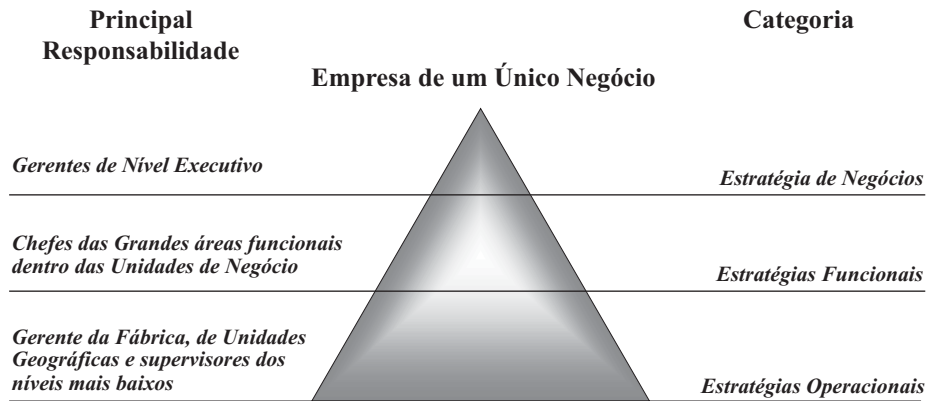 Principal
Responsabilidade
Categoria
Empresa de um Único Negócio
Gerentes de Nível Executivo
Estratégia de Negócios
Chefes das Grandes áreas funcionais
dentro das Unidades de Negócio
Estratégias Funcionais
Gerente da Fábrica, de Unidades
Geográficas e supervisores dos
níveis mais baixos
Estratégias Operacionais